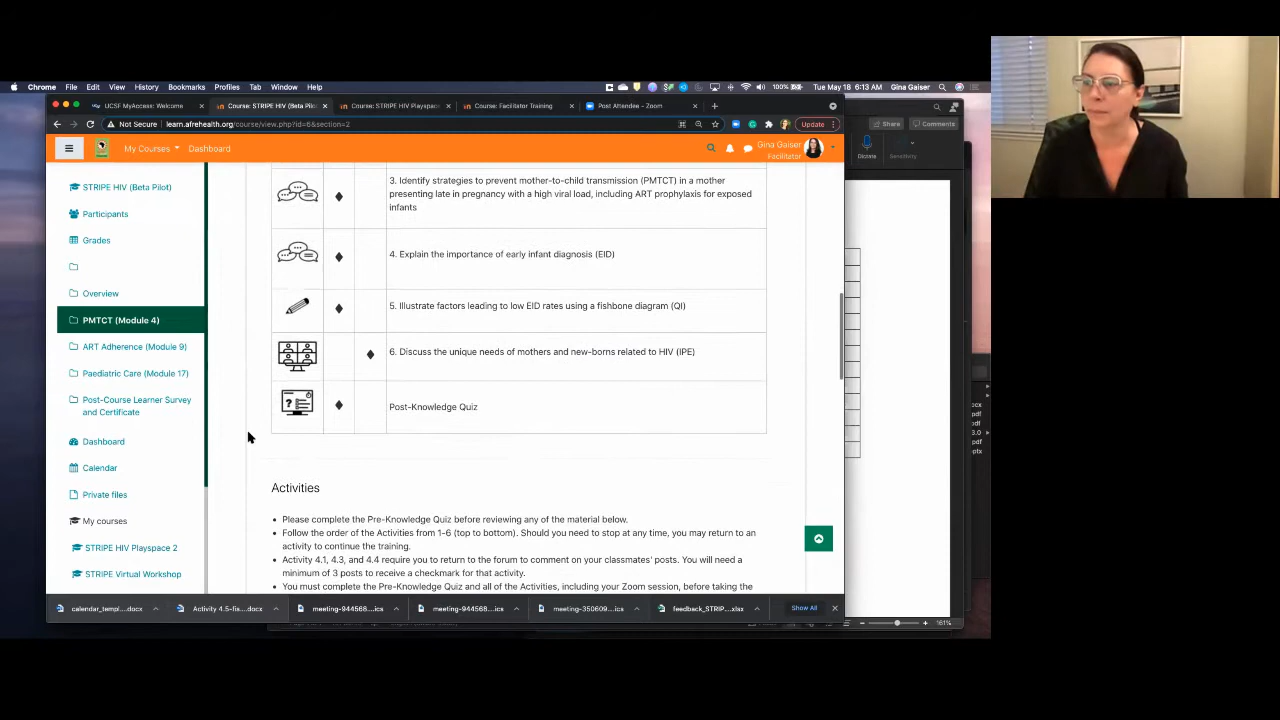 Chrome File Edit View History Bookmarks Profiles Tab Window Help 100% Tue May 18 6:13 AM Gina Gaiser
UCSF MyAccess: Welcome Course: STRIPE HIV (Beta Pilo Course: STRIPE HIV Playspace Course: Facilitator Training Post Attendee - Zoom
Not Secure learn.afrehealth.org/course/view.php?id=6&section=2 Update
Share Comments
My Courses Dashboard Gina Gaiser
Facilitator
Dictate Sensitivity
STRIPE HIV (Beta Pilot)
Participants
Grades
Overview
PMTCT (Module 4)
ART Adherence (Module 9)
Paediatric Care (Module 17)
Post-Course Learner Survey
and Certificate
Dashboard
Calendar
Private files
My courses
STRIPE HIV Playspace 2
STRIPE Virtual Workshop
3. Identify strategies to prevent mother-to-child transmission (PMTCT) in a mother
presenting late in pregnancy with a high viral load, including ART prophylaxis for exposed
infants
4. Explain the importance of early infant diagnosis (EID)
5. Illustrate factors leading to low EID rates using a fishbone diagram (QI)
6. Discuss the unique needs of mothers and new-borns related to HIV (IPE)
Post-Knowledge Quiz
Activities
• Please complete the Pre-Knowledge Quiz before reviewing any of the material below.
• Follow the order of the Activities from 1-6 (top to bottom). Should you need to stop at any time, you may return to an
activity to continue the training.
• Activity 4.1, 4.3, and 4.4 require you to return to the forum to comment on your classmates' posts. You will need a
minimum of 3 posts to receive a checkmark for that activity.
• You must complete the Pre-Knowledge Quiz and all of the Activities, including your Zoom session, before taking the
ocx
pdf
pdf
3.0
ptx
calendar_templ....docx Activity 4.5-fia....docx meeting-944568....ics meeting-944568....ics meeting-350609....ics feedback_STRIP....xlsx Show All
161%